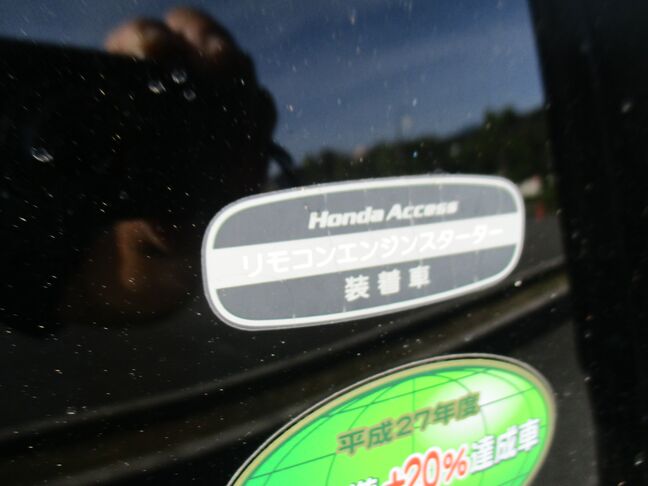 Honda Access
リモコンエンジンスターター
装着車
平成27年度
+20%達成車